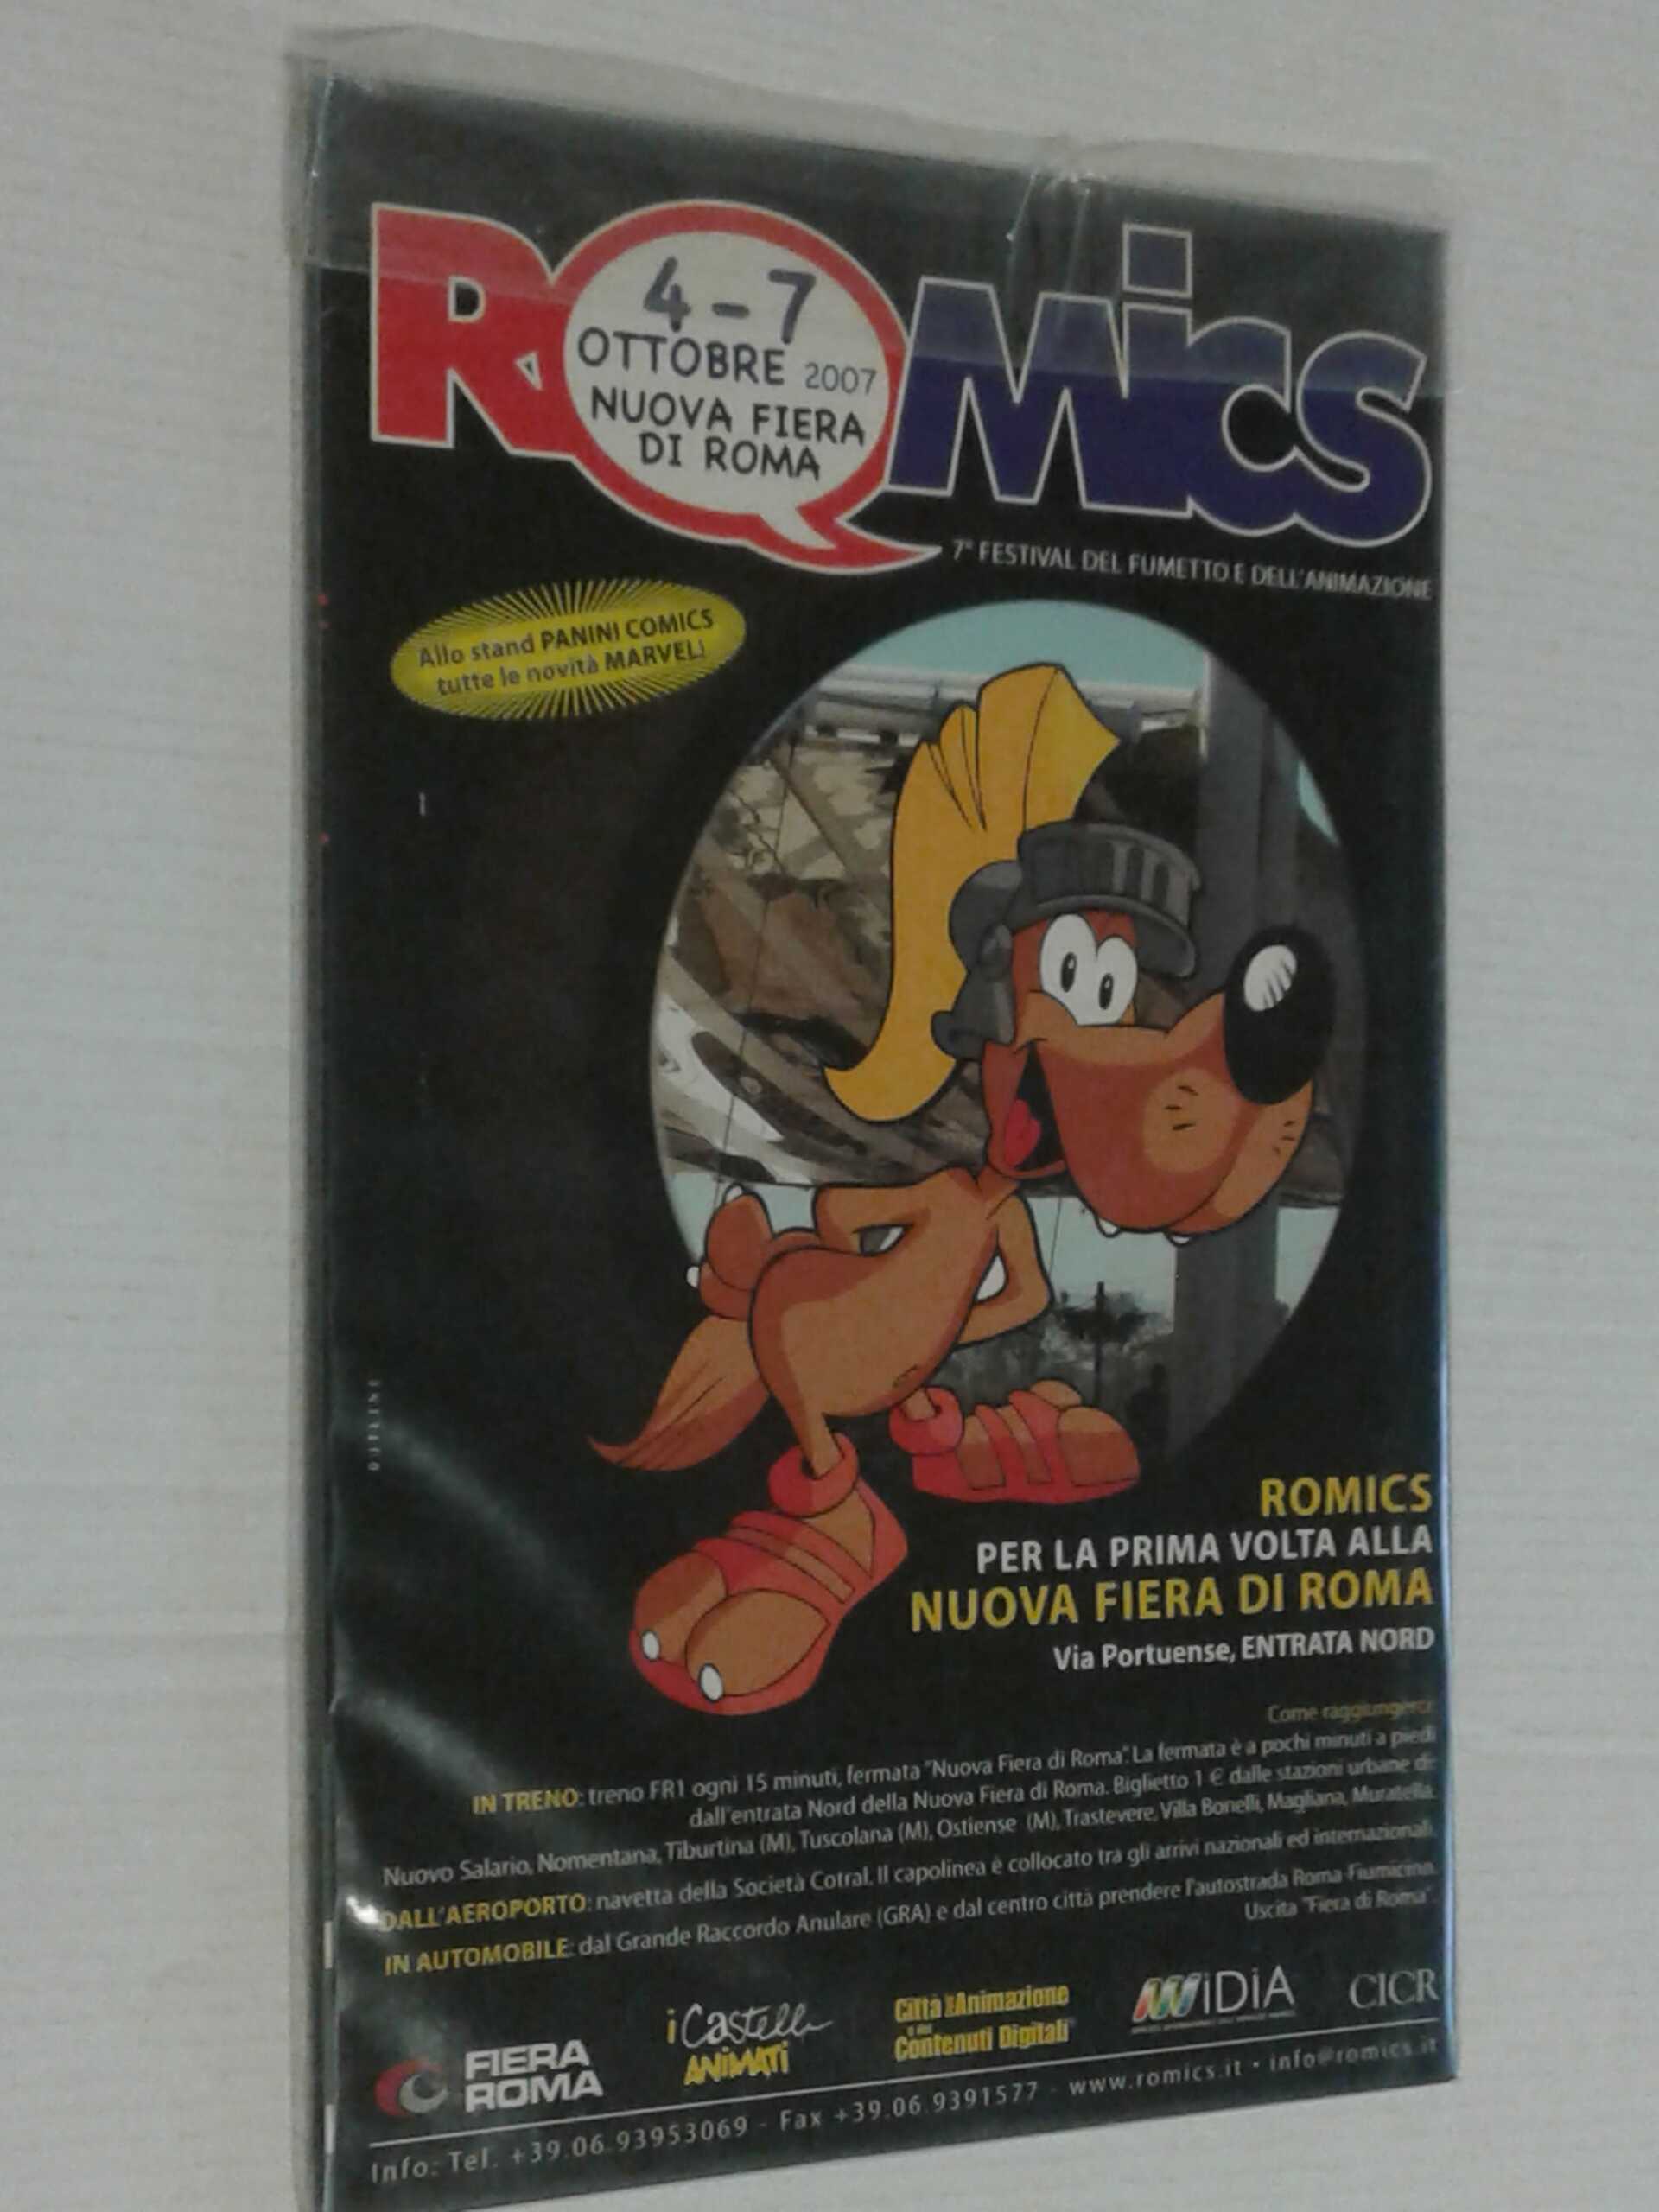 ROMICS
4-7
OTTOBRE 2007
NUOVA FIERA
DI ROMA
7° FESTIVAL DEL FUMETTO E DELL'ANIMAZIONE
Allo stand PANINI COMICS
tutte le novità MARVEL!
OUTLINE
ROMICS
PER LA PRIMA VOLTA ALLA
NUOVA FIERA DI ROMA
Via Portuense, ENTRATA NORD
Come raggiungerci:
IN TRENO: treno FR1 ogni 15 minuti, fermata "Nuova Fiera di Roma". La fermata è a pochi minuti a piedi
dall'entrata Nord della Nuova Fiera di Roma. Biglietto 1 € dalle stazioni urbane di:
Nuovo Salario, Nomentana, Tiburtina (M), Tuscolana (M), Ostiense (M), Trastevere, Villa Bonelli, Magliana, Muratella.
DALL'AEROPORTO: navetta della Società Cotral. Il capolinea è collocato tra gli arrivi nazionali ed internazionali.
IN AUTOMOBILE: dal Grande Raccordo Anulare (GRA) e dal centro città prendere l'autostrada Roma-Fiumicino.
Uscita "Fiera di Roma".
FIERA
ROMA
i Castelli
ANiMATi
Città dell'Animazione
e dei
Contenuti Digitali
WiDiA
CICR
Info: Tel. +39.06.93953069 - Fax +39.06.9391577 - www.romics.it • info@romics.it